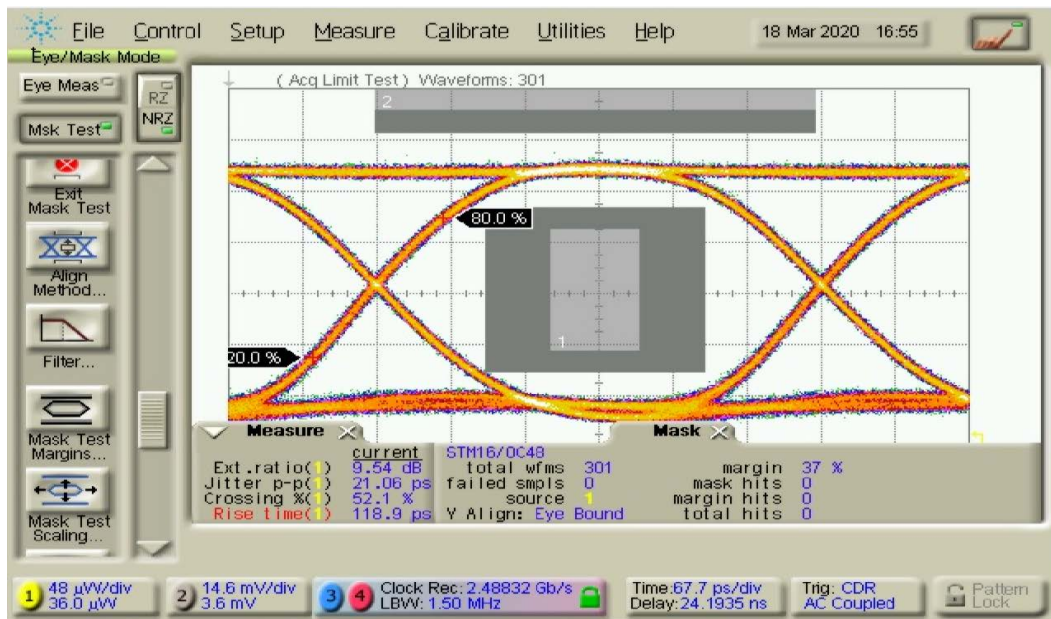 File Control Setup Measure Calibrate Utilities Help 18 Mar 2020 16:55
Eye/Mask Mode
Eye Meas
RZ
NRZ
Msk Test
Exit
Mask Test
Align
Method...
Filter...
Mask Test
Margins...
Mask Test
Scaling...
( Acq Limit Test ) Waveforms: 301
2
80.0 %
1
20.0 %
Measure
current
Ext.ratio(1) 9.54 dB
Jitter p-p(1) 21.06 ps
Crossing %(1) 52.1 %
Rise time(1) 118.9 ps
Mask
STM16/OC48
total wfms 301 margin 37 %
failed smpls 0 mask hits 0
source 1 margin hits 0
Y Align: Eye Bound total hits 0
1 48 µW/div
36.0 µW
2 14.6 mV/div
3.6 mV
3 4 Clock Rec: 2.48832 Gb/s
LBW: 1.50 MHz
Time:67.7 ps/div
Delay:24.1935 ns
Trig: CDR
AC Coupled
Pattern
Lock